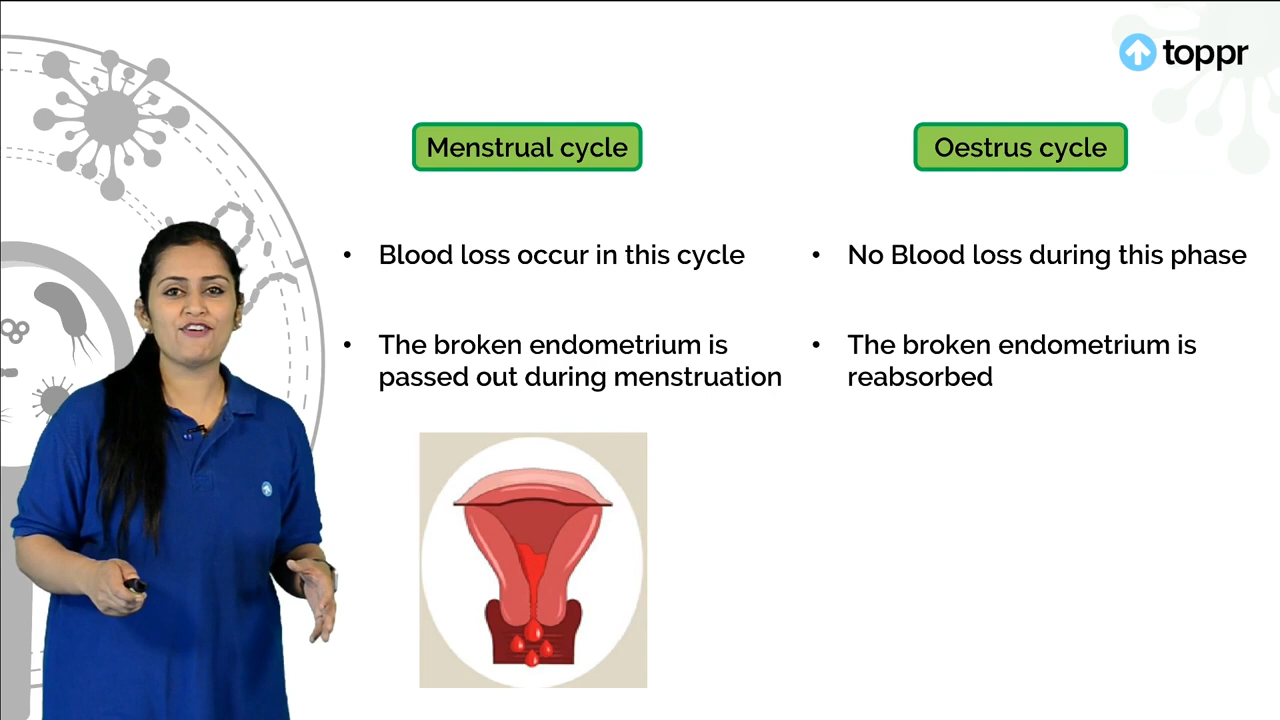 toppr
Menstrual cycle
Oestrus cycle
• Blood loss occur in this cycle
• No Blood loss during this phase
• The broken endometrium is
passed out during menstruation
• The broken endometrium is
reabsorbed